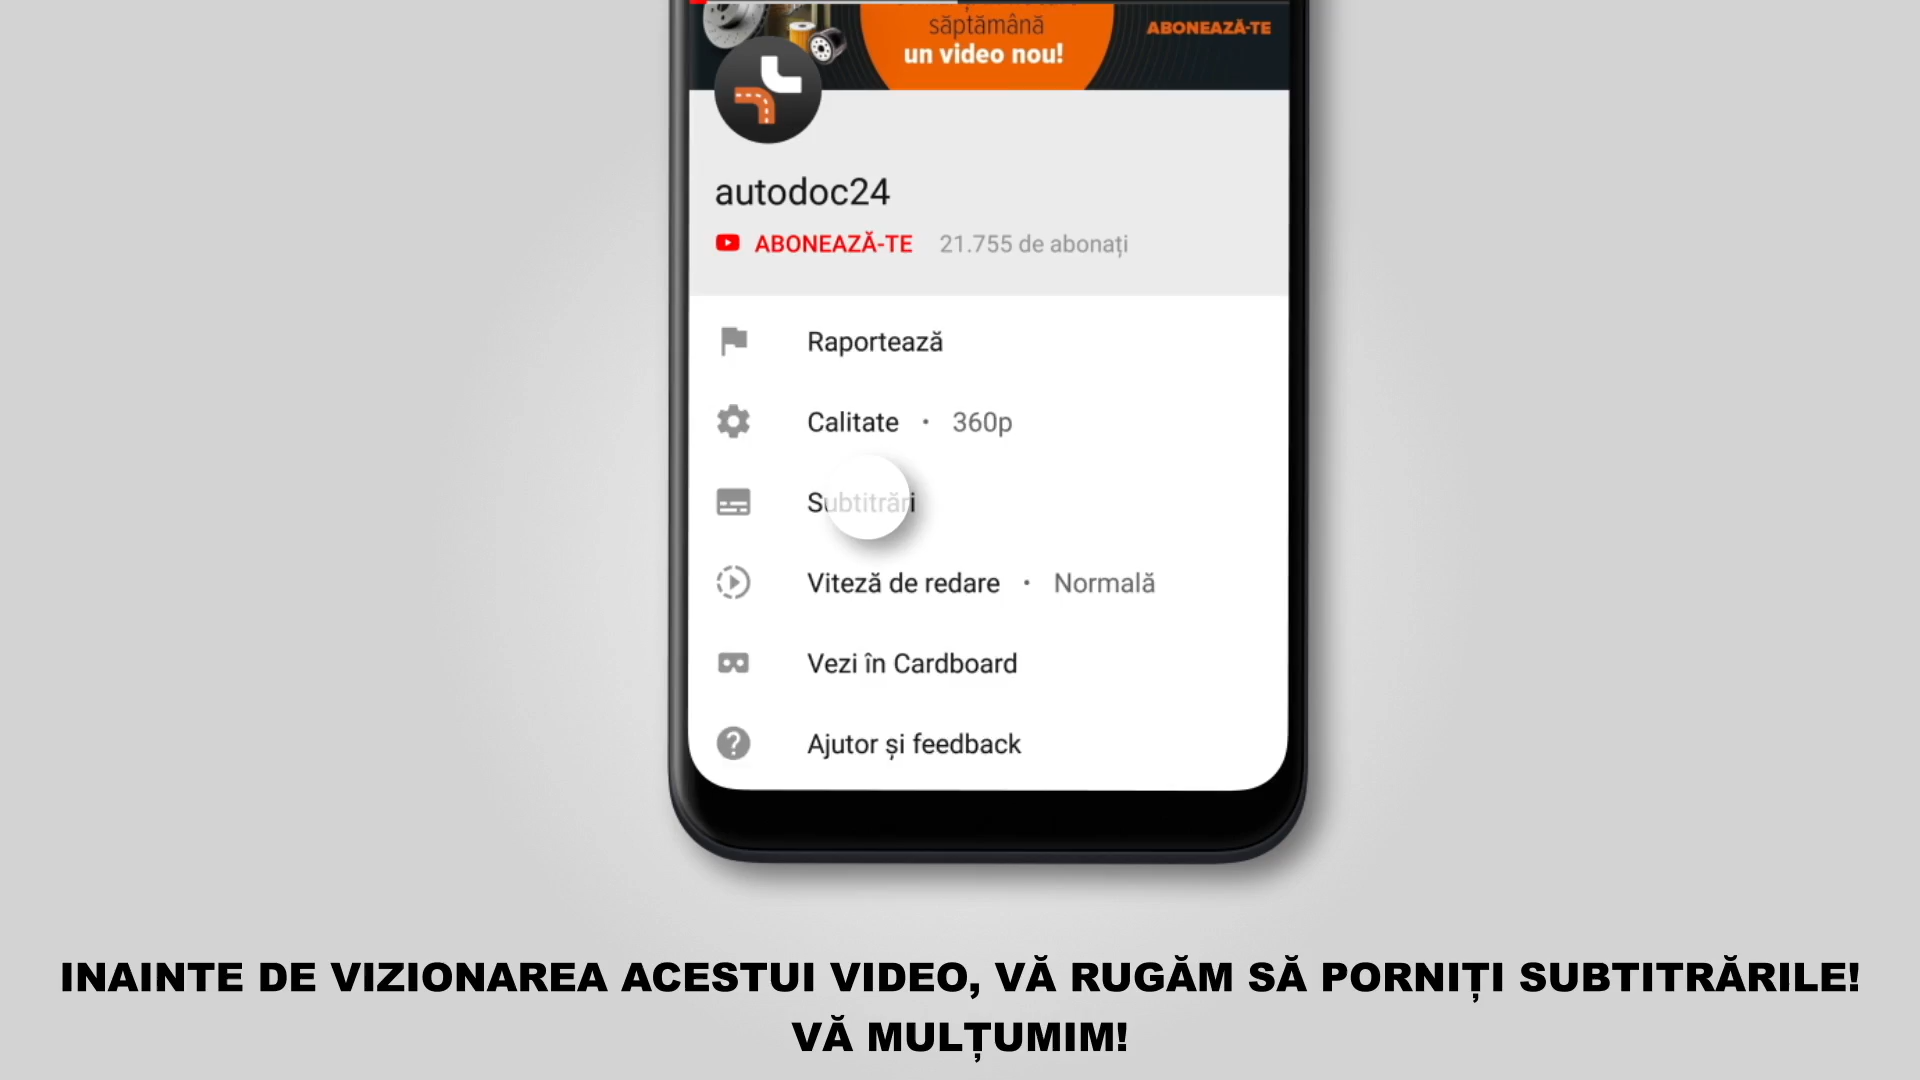 săptămână
un video nou!
ABONEAZĂ-TE
autodoc24
ABONEAZĂ-TE 21.755 de abonați
Raportează
Calitate • 360p
Subtitrări
Viteză de redare • Normală
Vezi în Cardboard
Ajutor și feedback
INAINTE DE VIZIONAREA ACESTUI VIDEO, VĂ RUGĂM SĂ PORNIȚI SUBTITRĂRILE!
VĂ MULȚUMIM!